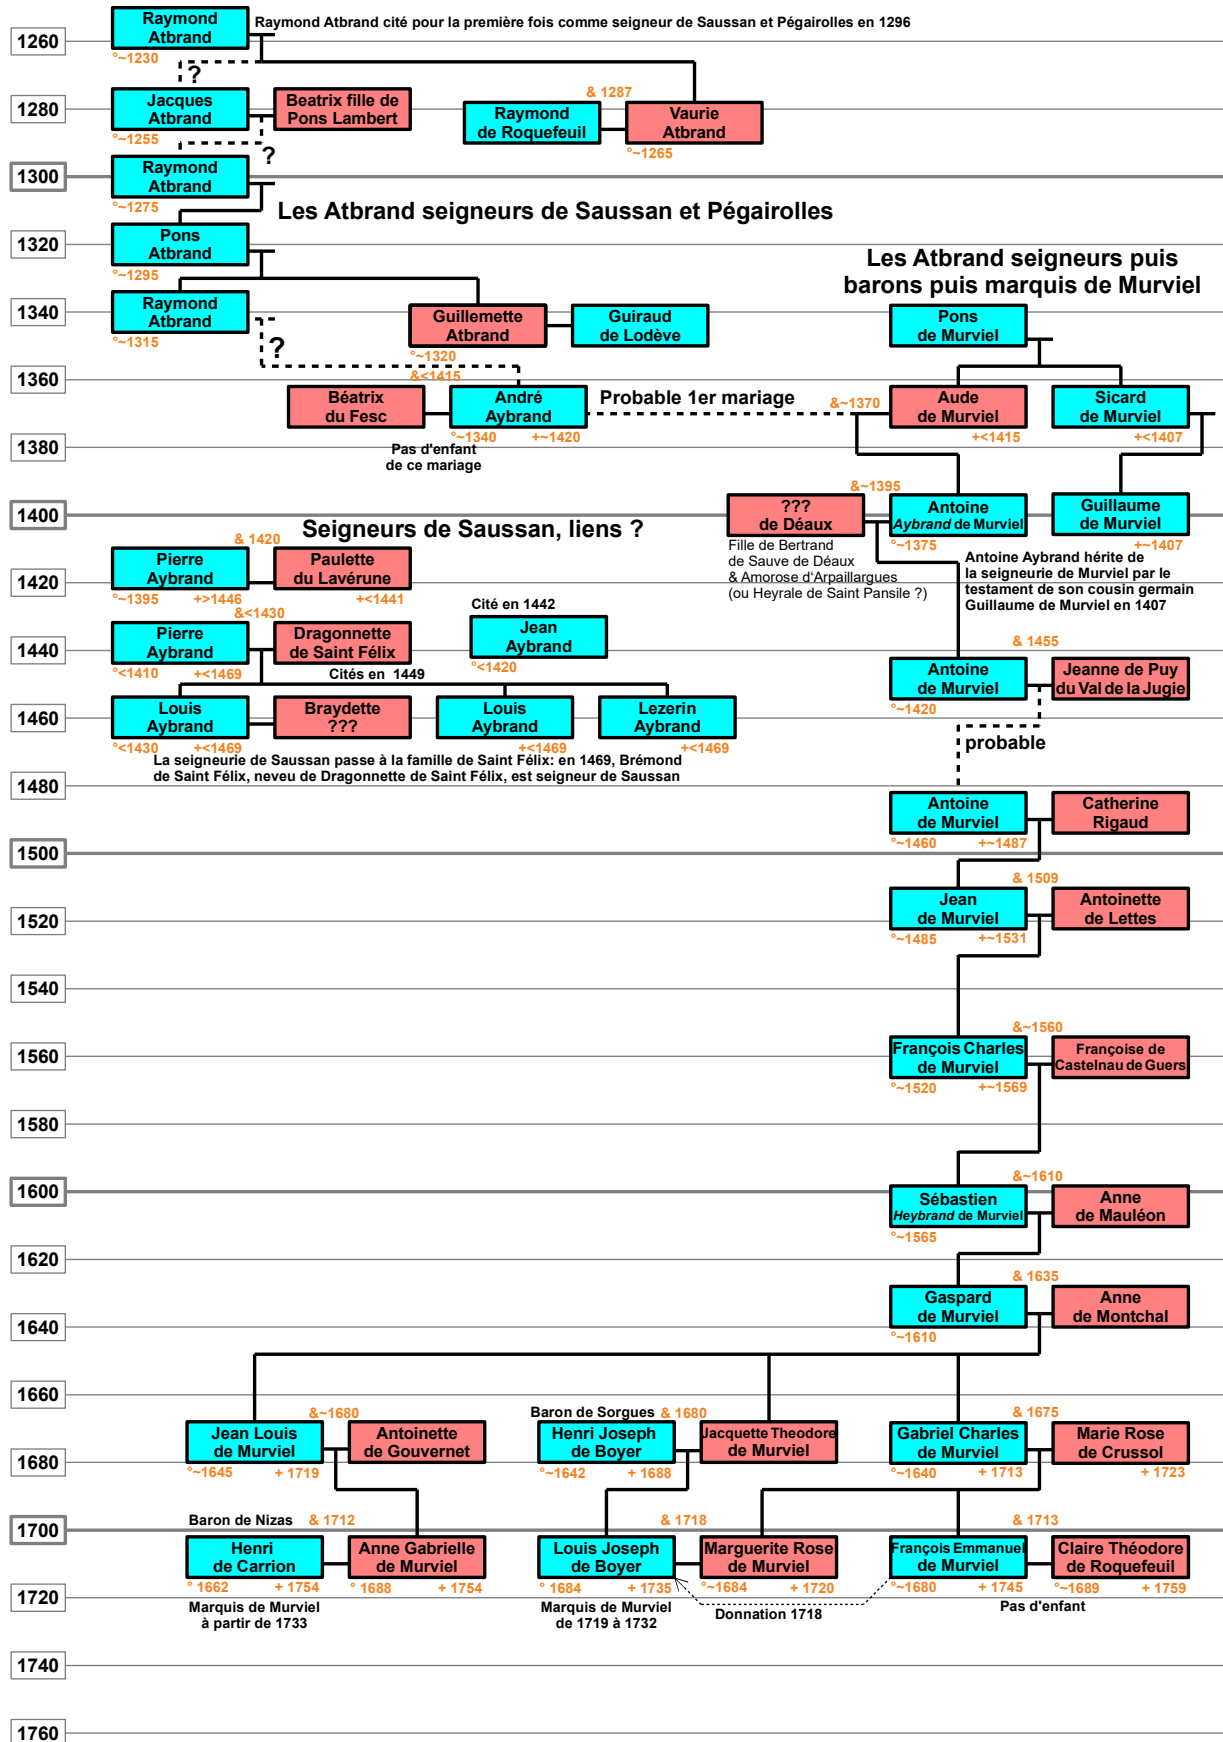 Raymond
Atbrand
Raymond Atbrand cité pour la première fois comme seigneur de Saussan et Pégairolles en 1296
1260
°~1230
?
Jacques
Atbrand
Beatrix fille de
Pons Lambert
& 1287
Raymond
de Roquefeuil
Vaurie
Atbrand
1280
°~1255
°~1265
?
Raymond
Atbrand
1300
°~1275
Les Atbrand seigneurs de Saussan et Pégairolles
Pons
Atbrand
1320
°~1295
Les Atbrand seigneurs puis
barons puis marquis de Murviel
Raymond
Atbrand
Guillemette
Atbrand
Guiraud
de Lodève
Pons
de Murviel
1340
°~1315
?
°~1320
1360
&<1415
Béatrix
du Fesc
André
Aybrand
Probable 1er mariage
&~1370
Aude
de Murviel
Sicard
de Murviel
°~1340
+~1420
+<1415
+<1407
Pas d'enfant
de ce mariage
1380
&~1395
???
de Déaux
Antoine
Aybrand de Murviel
Guillaume
de Murviel
1400
°~1375
+~1407
Fille de Bertrand
de Sauve de Déaux
& Amorose d'Arpaillargues
(ou Heyrale de Saint Pansile ?)
Antoine Aybrand hérite de
la seigneurie de Murviel par le
testament de son cousin germain
Guillaume de Murviel en 1407
Seigneurs de Saussan, liens ?
& 1420
Pierre
Aybrand
Paulette
du Lavérune
1420
°~1395
+>1446
+<1441
&<1430
Cité en 1442
Pierre
Aybrand
Dragonnette
de Saint Félix
Jean
Aybrand
1440
°<1410
+<1469
°<1420
Cités en 1449
& 1455
Antoine
de Murviel
Jeanne de Puy
du Val de la Jugie
°~1420
Louis
Aybrand
Braydette
???
Louis
Aybrand
Lezerin
Aybrand
1460
°<1430
+<1469
+<1469
+<1469
probable
La seigneurie de Saussan passe à la famille de Saint Félix: en 1469, Brémond
de Saint Félix, neveu de Dragonnette de Saint Félix, est seigneur de Saussan
1480
Antoine
de Murviel
Catherine
Rigaud
°~1460
+~1487
1500
& 1509
Jean
de Murviel
Antoinette
de Lettes
1520
°~1485
+~1531
1540
&~1560
François Charles
de Murviel
Françoise de
Castelnau de Guers
1560
°~1520
+~1569
1580
&~1610
1600
Sébastien
Heybrand de Murviel
Anne
de Mauléon
°~1565
1620
& 1635
Gaspard
de Murviel
Anne
de Montchal
1640
°~1610
1660
&~1680
Baron de Sorgues
& 1680
& 1675
Jean Louis
de Murviel
Antoinette
de Gouvernet
Henri Joseph
de Boyer
Jacquette Theodore
de Murviel
Gabriel Charles
de Murviel
Marie Rose
de Crussol
1680
°~1645
+ 1719
°~1642
+ 1688
°~1640
+ 1713
+ 1723
1700
Baron de Nizas
& 1712
& 1718
& 1713
Henri
de Carrion
Anne Gabrielle
de Murviel
Louis Joseph
de Boyer
Marguerite Rose
de Murviel
François Emmanuel
de Murviel
Claire Théodore
de Roquefeuil
° 1662
+ 1754
° 1688
+ 1754
° 1684
+ 1735
°~1684
+ 1720
°~1680
+ 1745
°~1689
+ 1759
1720
Marquis de Murviel
à partir de 1733
Marquis de Murviel
de 1719 à 1732
Donnation 1718
Pas d'enfant
1740
1760